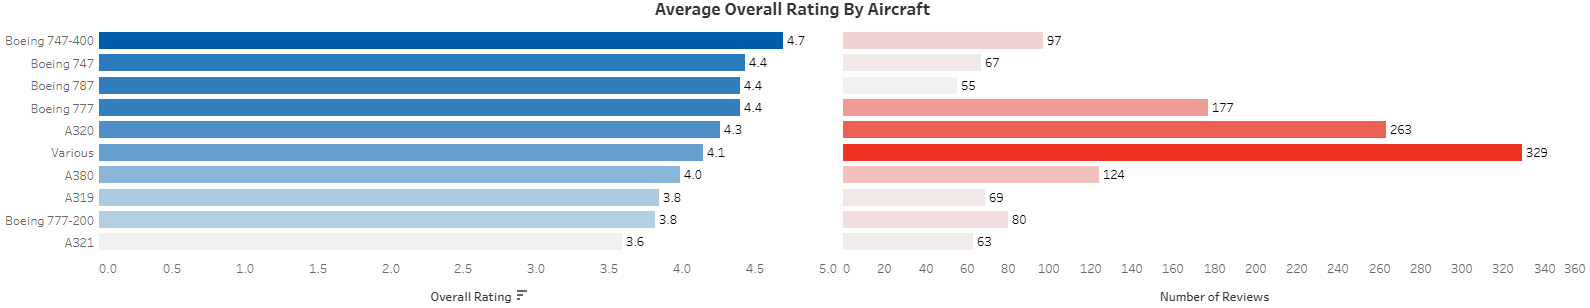 Average Overall Rating By Aircraft
Boeing 747-400 4.7 97
Boeing 747 4.4 67
Boeing 787 4.4 55
Boeing 777 4.4 177
A320 4.3 263
Various 4.1 329
A380 4.0 124
A319 3.8 69
Boeing 777-200 3.8 80
A321 3.6 63
0.0 0.5 1.0 1.5 2.0 2.5 3.0 3.5 4.0 4.5 5.0 0 20 40 60 80 100 120 140 160 180 200 220 240 260 280 300 320 340 360
Overall Rating Number of Reviews